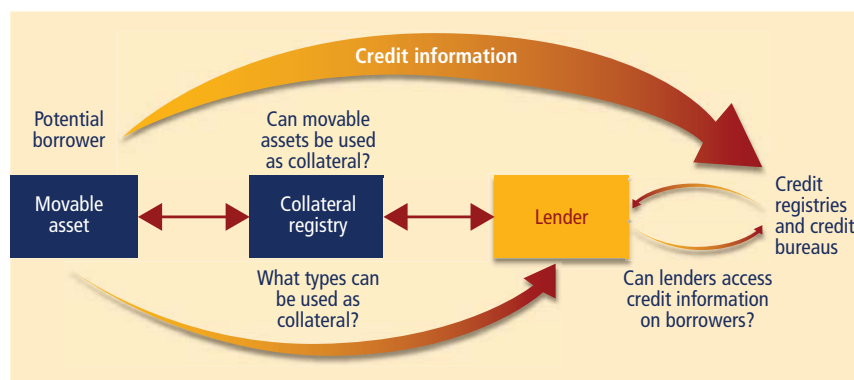 Credit information
Potential
borrower
Can movable
assets be used
as collateral?
Movable
asset
Collateral
registry
Lender
Credit
registries
and credit
bureaus
What types can
be used as
collateral?
Can lenders access
credit information
on borrowers?